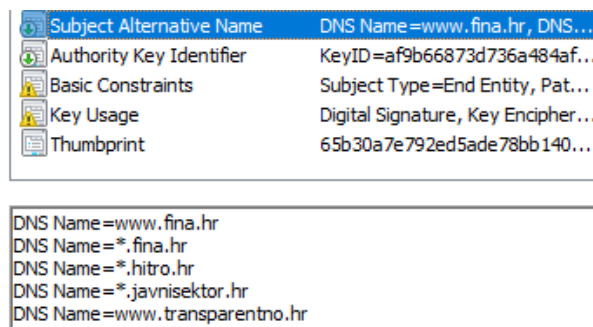 Subject Alternative Name DNS Name=www.fina.hr, DNS...
Authority Key Identifier KeyID=af9b66873d736a484af...
Basic Constraints Subject Type=End Entity, Pat...
Key Usage Digital Signature, Key Encipher...
Thumbprint 65b30a7e792ed5ade78bb140...
DNS Name=www.fina.hr
DNS Name=*.fina.hr
DNS Name=*.hitro.hr
DNS Name=*.javnisektor.hr
DNS Name=www.transparentno.hr